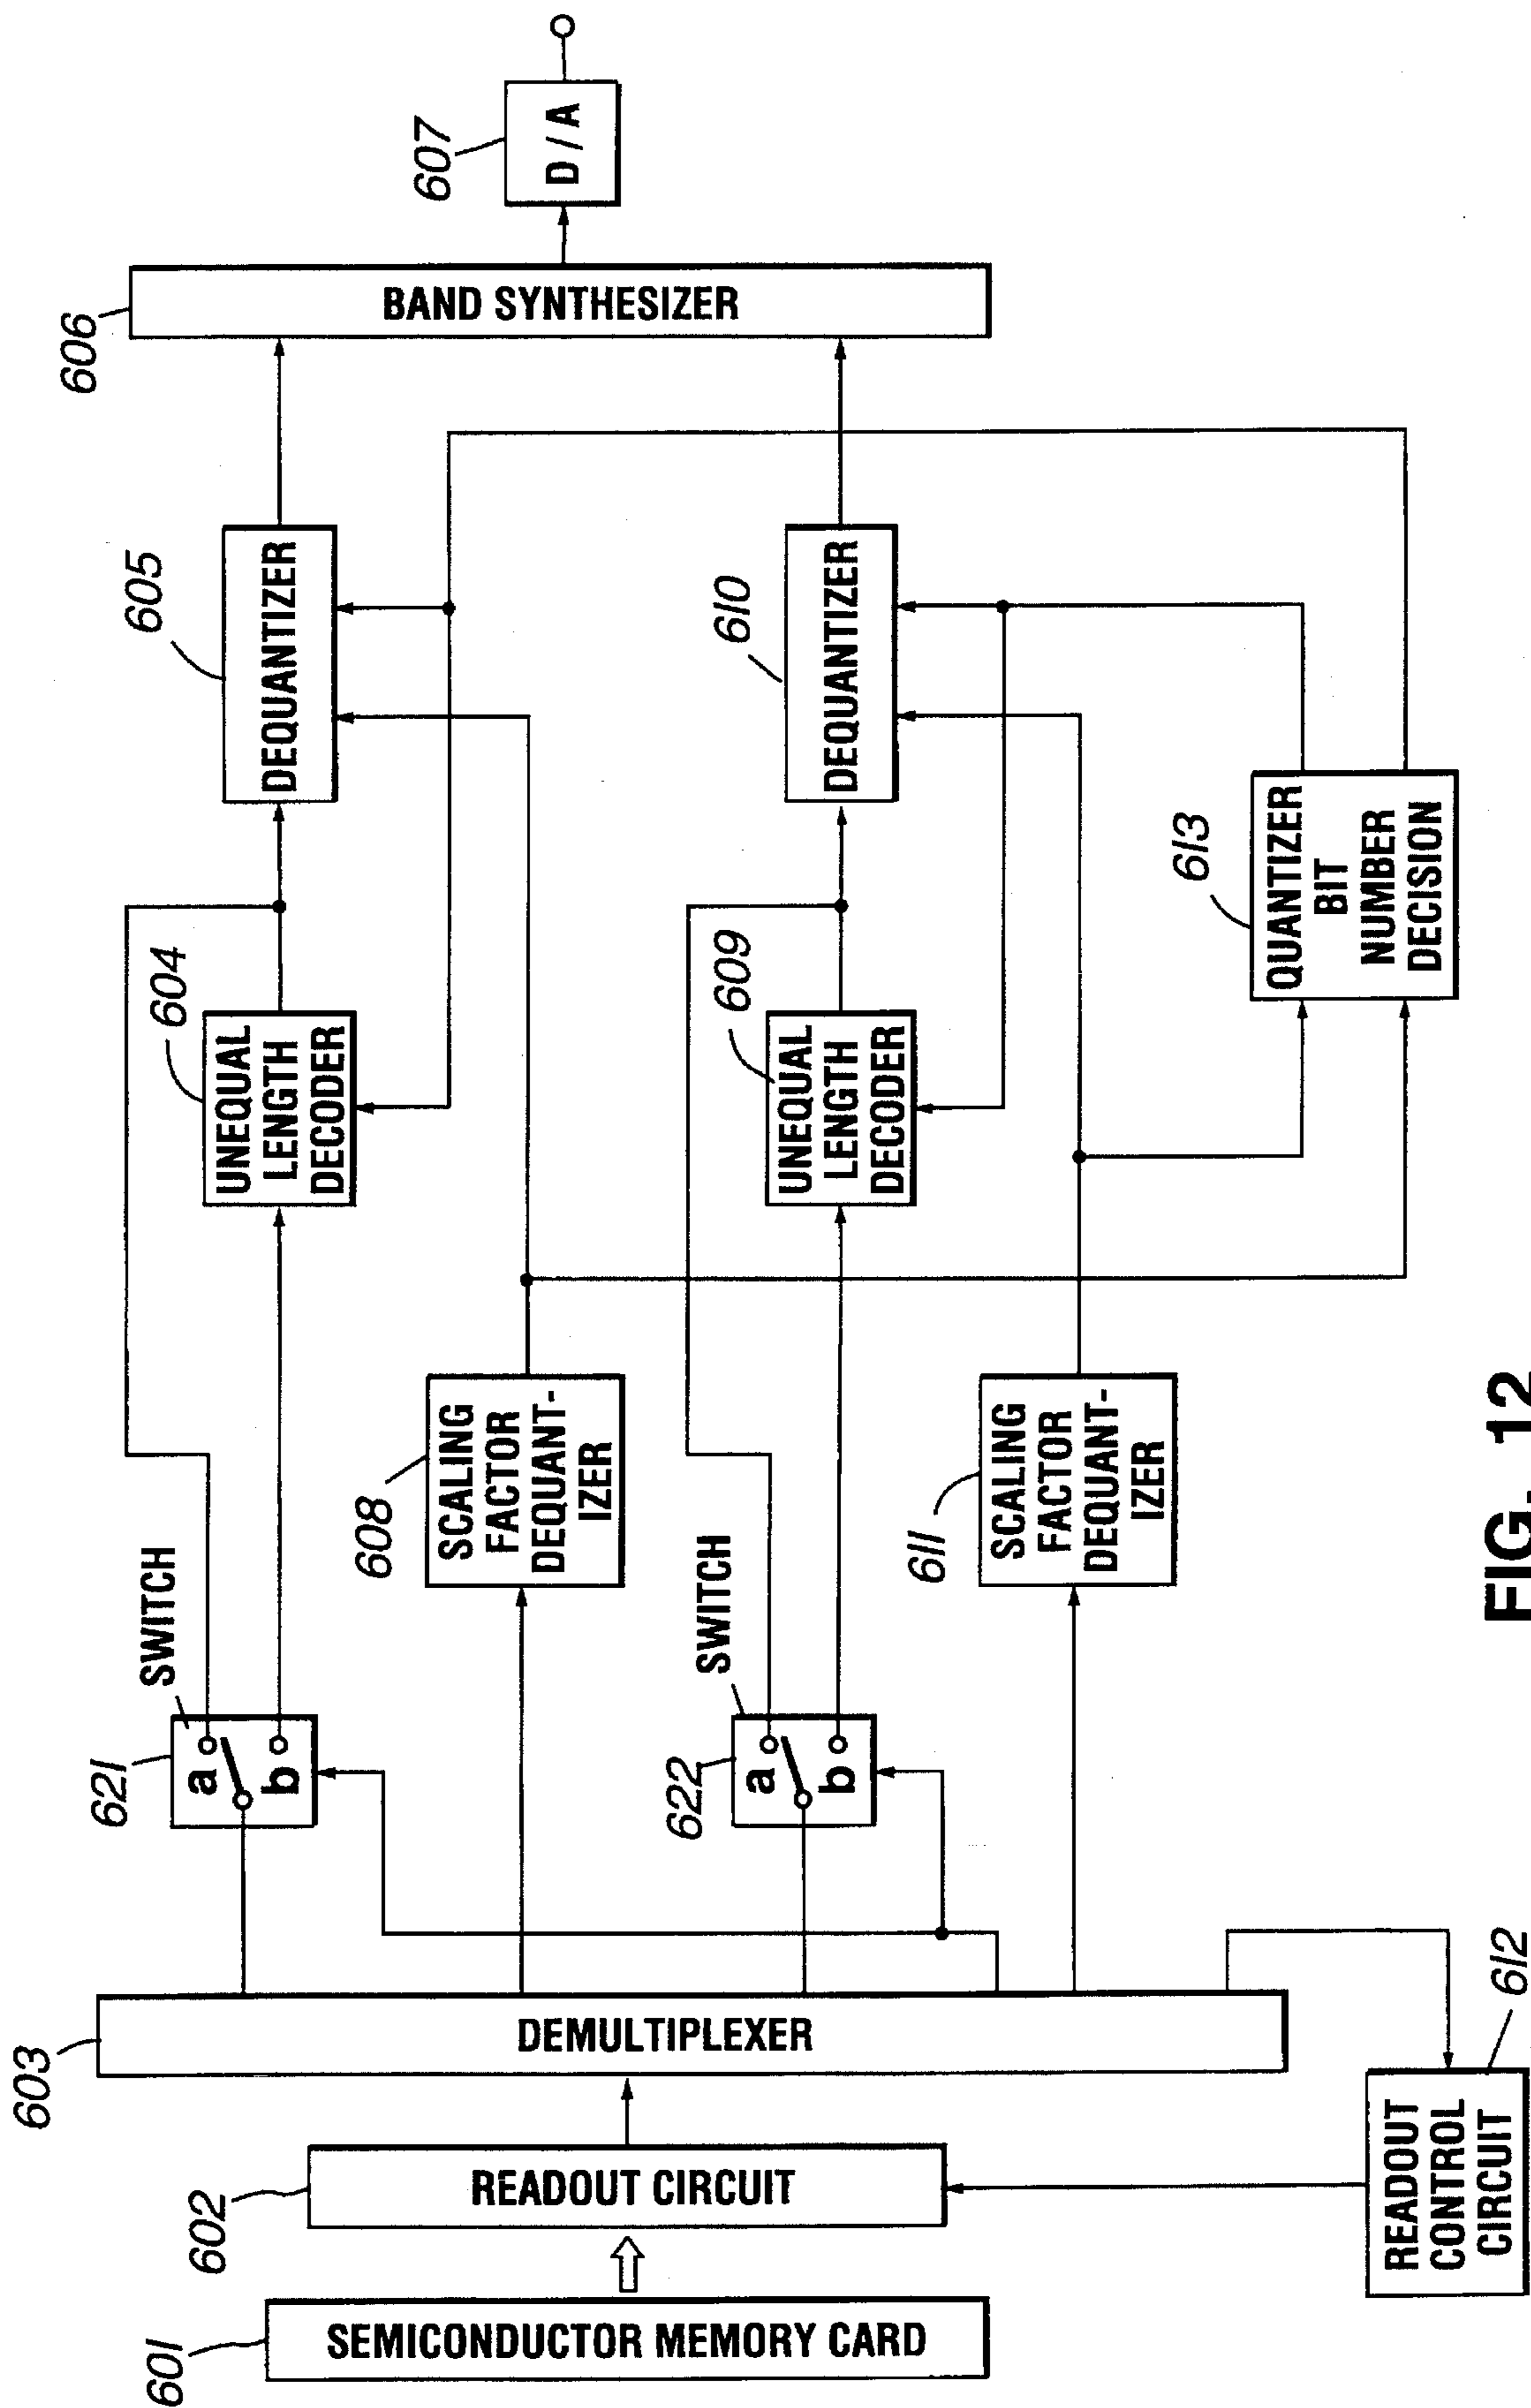 601
SEMICONDUCTOR MEMORY CARD
602
READOUT CIRCUIT
603
DEMULTIPLEXER
READOUT
CONTROL
CIRCUIT
612
621
SWITCH
a
b
622
SWITCH
a
b
608
SCALING
FACTOR
DEQUANT-
IZER
611
SCALING
FACTOR
DEQUANT-
IZER
604
UNEQUAL
LENGTH
DECODER
609
UNEQUAL
LENGTH
DECODER
605
DEQUANTIZER
610
DEQUANTIZER
613
QUANTIZER
BIT
NUMBER
DECISION
606
BAND SYNTHESIZER
607
D / A
FIG. 12